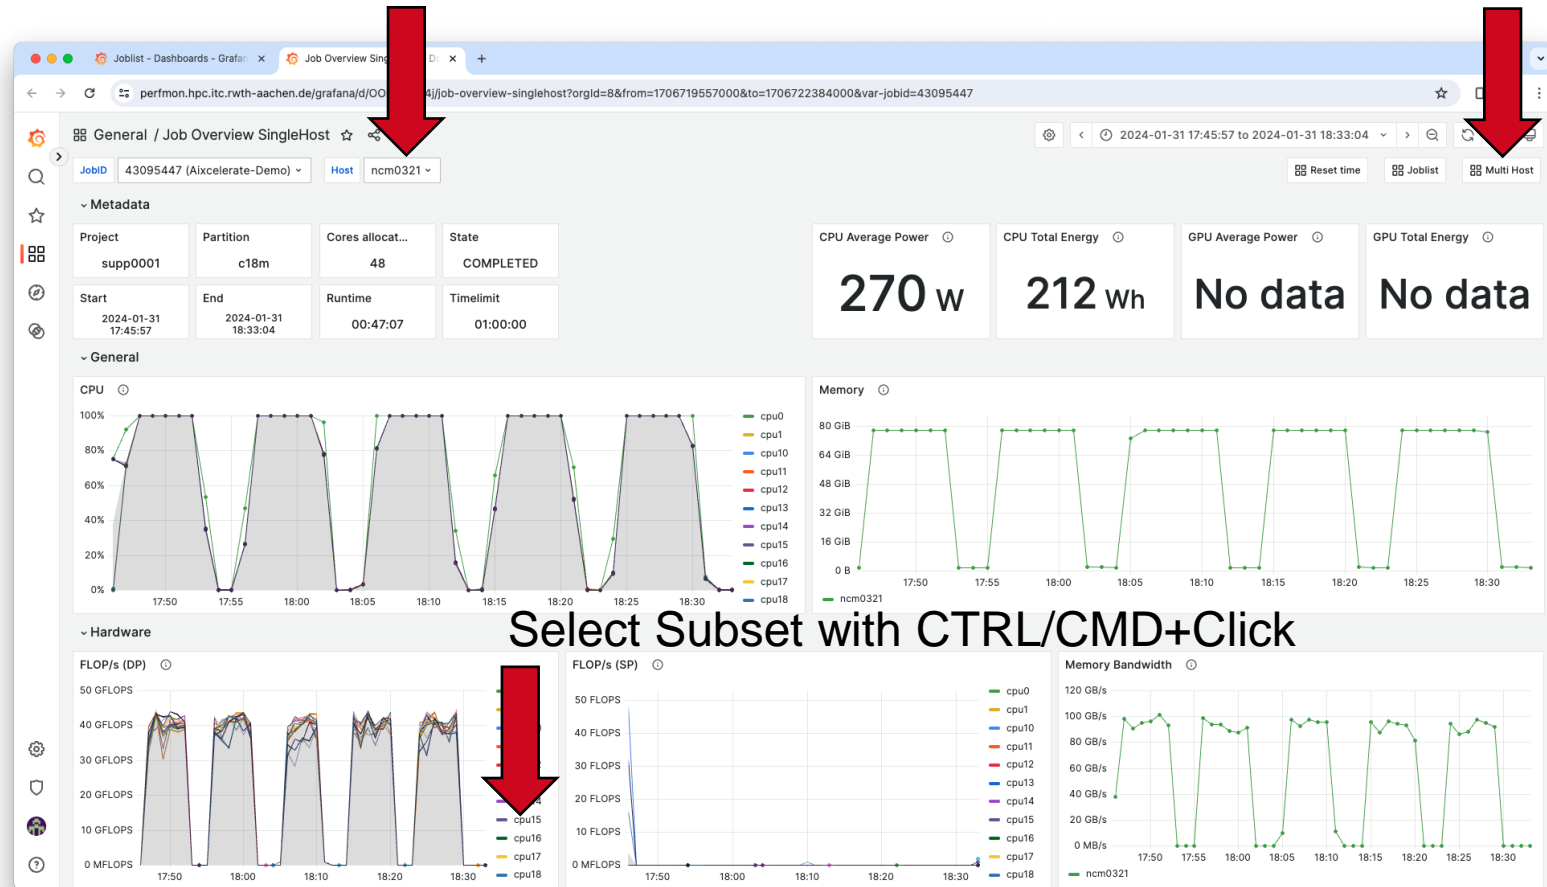 Joblist - Dashboards - Grafan
Job Overview Sing
perfmon.hpc.itc.rwth-aachen.de/grafana/d/OO 4j/job-overview-singlehost?orgId=8&from=1706719557000&to=1706722384000&var-jobid=43095447
General / Job Overview SingleHost
2024-01-31 17:45:57 to 2024-01-31 18:33:04
JobID 43095447 (Aixcelerate-Demo) Host ncm0321
Reset time Joblist Multi Host
Metadata
Project Partition Cores allocat... State
supp0001 c18m 48 COMPLETED
Start End Runtime Timelimit
2024-01-31 17:45:57 2024-01-31 18:33:04 00:47:07 01:00:00
CPU Average Power CPU Total Energy GPU Average Power GPU Total Energy
270 W 212 Wh No data No data
General
CPU
100%
80%
60%
40%
20%
0%
17:50 17:55 18:00 18:05 18:10 18:15 18:20 18:25 18:30
cpu0
cpu1
cpu10
cpu11
cpu12
cpu13
cpu14
cpu15
cpu16
cpu17
cpu18
Memory
80 GiB
64 GiB
48 GiB
32 GiB
16 GiB
0 B
17:50 17:55 18:00 18:05 18:10 18:15 18:20 18:25 18:30
ncm0321
Select Subset with CTRL/CMD+Click
Hardware
FLOP/s (DP)
50 GFLOPS
40 GFLOPS
30 GFLOPS
20 GFLOPS
10 GFLOPS
0 MFLOPS
17:50 18:00 18:10 18:20 18:30
cpu15
cpu16
cpu17
cpu18
FLOP/s (SP)
50 FLOPS
40 FLOPS
30 FLOPS
20 FLOPS
10 FLOPS
0 MFLOPS
17:50 18:00 18:10 18:20 18:30
cpu0
cpu1
cpu10
cpu11
cpu12
cpu13
cpu14
cpu15
cpu16
cpu17
cpu18
Memory Bandwidth
120 GB/s
100 GB/s
80 GB/s
60 GB/s
40 GB/s
20 GB/s
0 MB/s
17:50 17:55 18:00 18:05 18:10 18:15 18:20 18:25 18:30
ncm0321